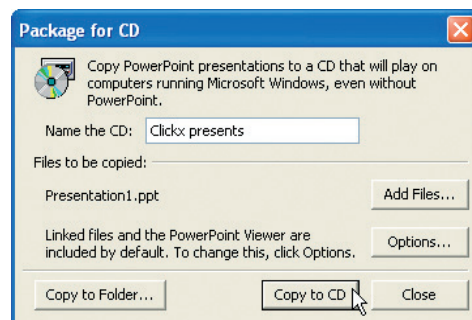 Package for CD
Copy PowerPoint presentations to a CD that will play on
computers running Microsoft Windows, even without
PowerPoint.
Name the CD: Clickx presents
Files to be copied:
Presentation1.ppt
Add Files...
Linked files and the PowerPoint Viewer are
included by default. To change this, click Options.
Options...
Copy to Folder...
Copy to CD
Close